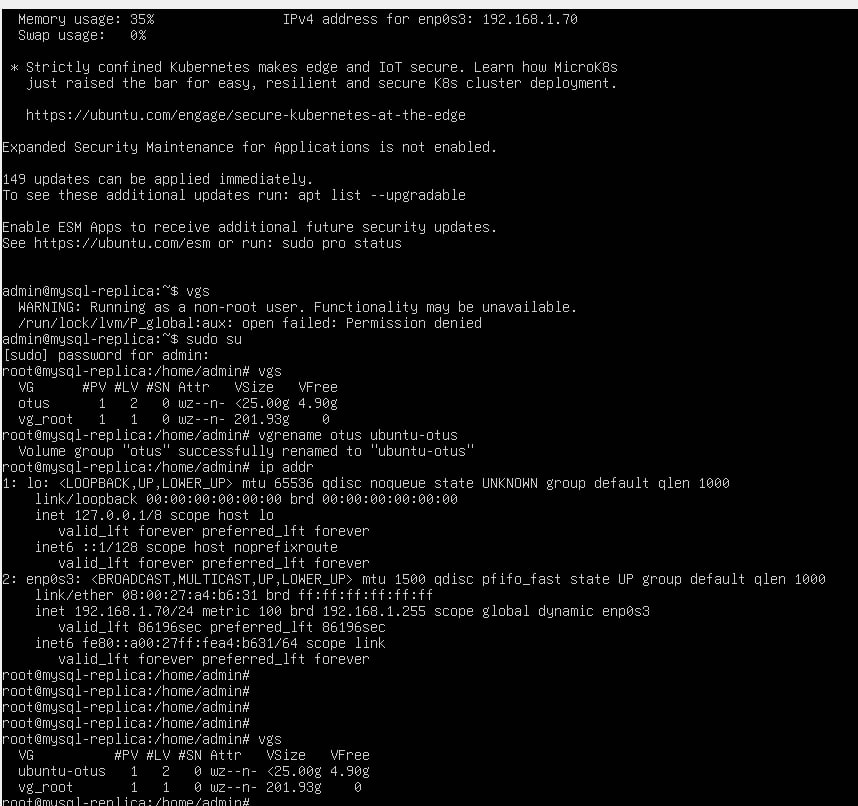 Memory usage: 35%                IPv4 address for enp0s3: 192.168.1.70
Swap usage:   0%
* Strictly confined Kubernetes makes edge and IoT secure. Learn how MicroK8s
just raised the bar for easy, resilient and secure K8s cluster deployment.
https://ubuntu.com/engage/secure-kubernetes-at-the-edge
Expanded Security Maintenance for Applications is not enabled.
149 updates can be applied immediately.
To see these additional updates run: apt list --upgradable
Enable ESM Apps to receive additional future security updates.
See https://ubuntu.com/esm or run: sudo pro status
admin@mysql-replica:~$ vgs
WARNING: Running as a non-root user. Functionality may be unavailable.
/run/lock/lvm/P_global:aux: open failed: Permission denied
admin@mysql-replica:~$ sudo su
[sudo] password for admin:
root@mysql-replica:/home/admin# vgs
VG      #PV #LV #SN Attr   VSize   VFree
otus      1   2   0 wz--n- <25.00g 4.90g
vg_root   1   1   0 wz--n- 201.93g    0
root@mysql-replica:/home/admin# vgrename otus ubuntu-otus
Volume group "otus" successfully renamed to "ubuntu-otus"
root@mysql-replica:/home/admin# ip addr
1: lo: <LOOPBACK,UP,LOWER_UP> mtu 65536 qdisc noqueue state UNKNOWN group default qlen 1000
link/loopback 00:00:00:00:00:00 brd 00:00:00:00:00:00
inet 127.0.0.1/8 scope host lo
valid_lft forever preferred_lft forever
inet6 ::1/128 scope host noprefixroute
valid_lft forever preferred_lft forever
2: enp0s3: <BROADCAST,MULTICAST,UP,LOWER_UP> mtu 1500 qdisc pfifo_fast state UP group default qlen 1000
link/ether 08:00:27:a4:b6:31 brd ff:ff:ff:ff:ff:ff
inet 192.168.1.70/24 metric 100 brd 192.168.1.255 scope global dynamic enp0s3
valid_lft 86196sec preferred_lft 86196sec
inet6 fe80::a00:27ff:fea4:b631/64 scope link
valid_lft forever preferred_lft forever
root@mysql-replica:/home/admin#
root@mysql-replica:/home/admin#
root@mysql-replica:/home/admin#
root@mysql-replica:/home/admin#
root@mysql-replica:/home/admin# vgs
VG          #PV #LV #SN Attr   VSize   VFree
ubuntu-otus   1   2   0 wz--n- <25.00g 4.90g
vg_root       1   1   0 wz--n- 201.93g    0
root@mysql-replica:/home/admin#